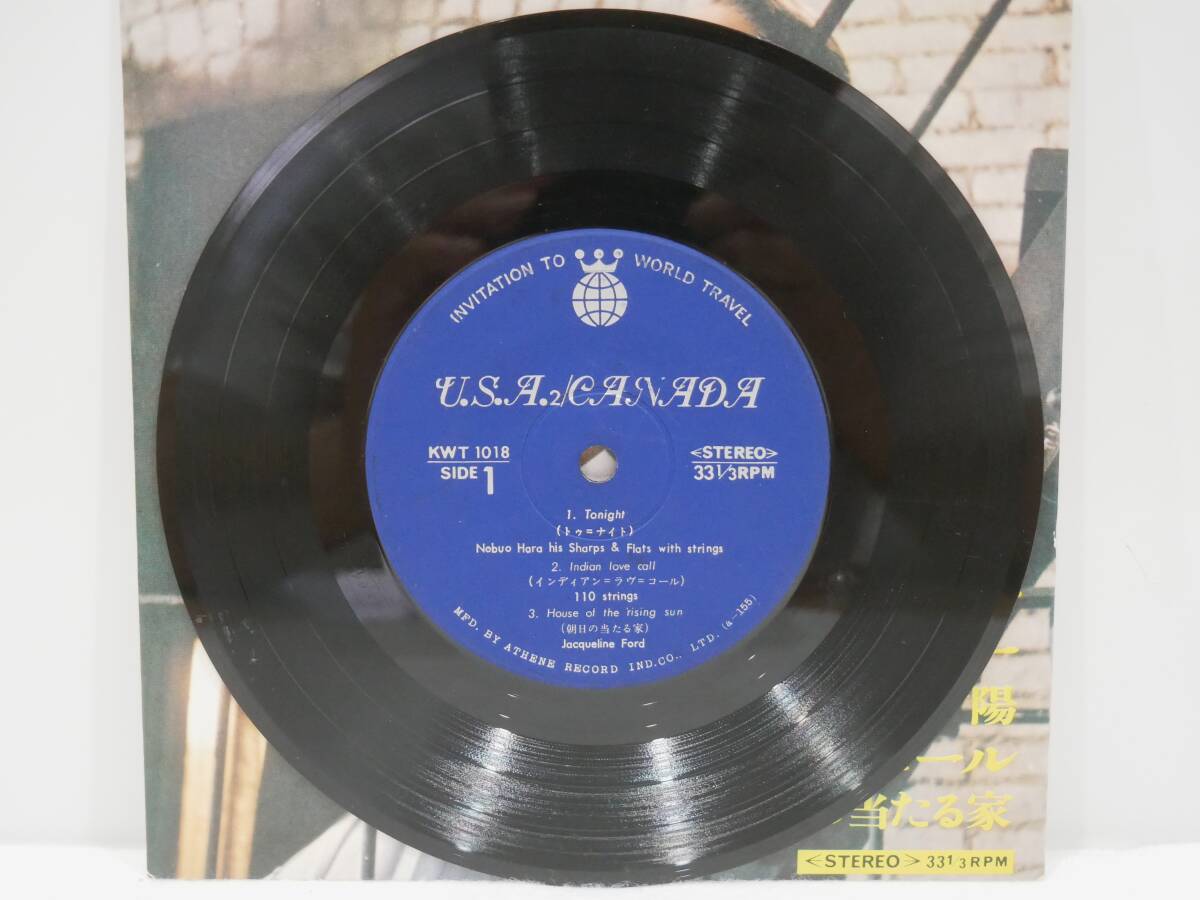 INVITATION TO WORLD TRAVEL
U.S.A.2/CANADA
KWT 1018
SIDE 1
<STEREO>
33 1/3RPM
1. Tonight
(トゥ=ナイト)
Nobuo Hara his Sharps & Flats with strings
2. Indian love call
(インディアン=ラヴ=コール)
110 strings
3. House of the rising sun
(朝日の当たる家)
Jacqueline Ford
MFD. BY ATHENE RECORD IND.CO., LTD. (a-155)
陽
ール
当たる家
<STEREO> 33 1/3 RPM